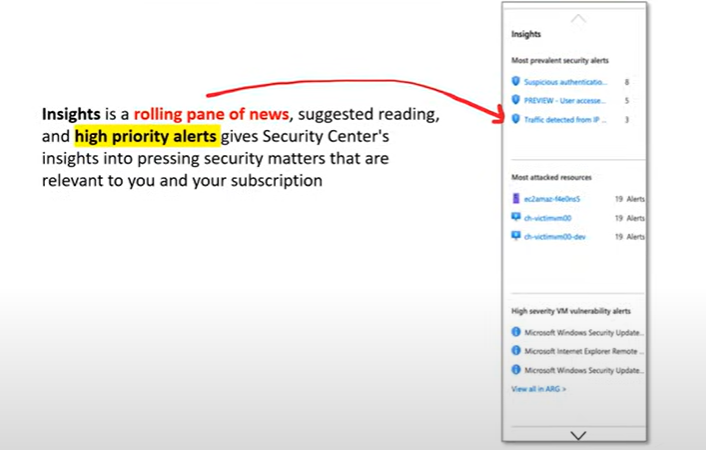 Insights is a rolling pane of news, suggested reading,
and high priority alerts gives Security Center's
insights into pressing security matters that are
relevant to you and your subscription
Insights
Most prevalent security alerts
Suspicious authenticatio... 8
PREVIEW - User accesse... 5
Traffic detected from IP ... 3
Most attacked resources
19 Alerts
ch-victimvm00 19 Alerts
ch-victimvm00-dev 19 Alerts
High severity VM vulnerability alerts
Microsoft Windows Security Update...
Microsoft Internet Explorer Remote ...
Microsoft Windows Security Update...
View all in ARG >